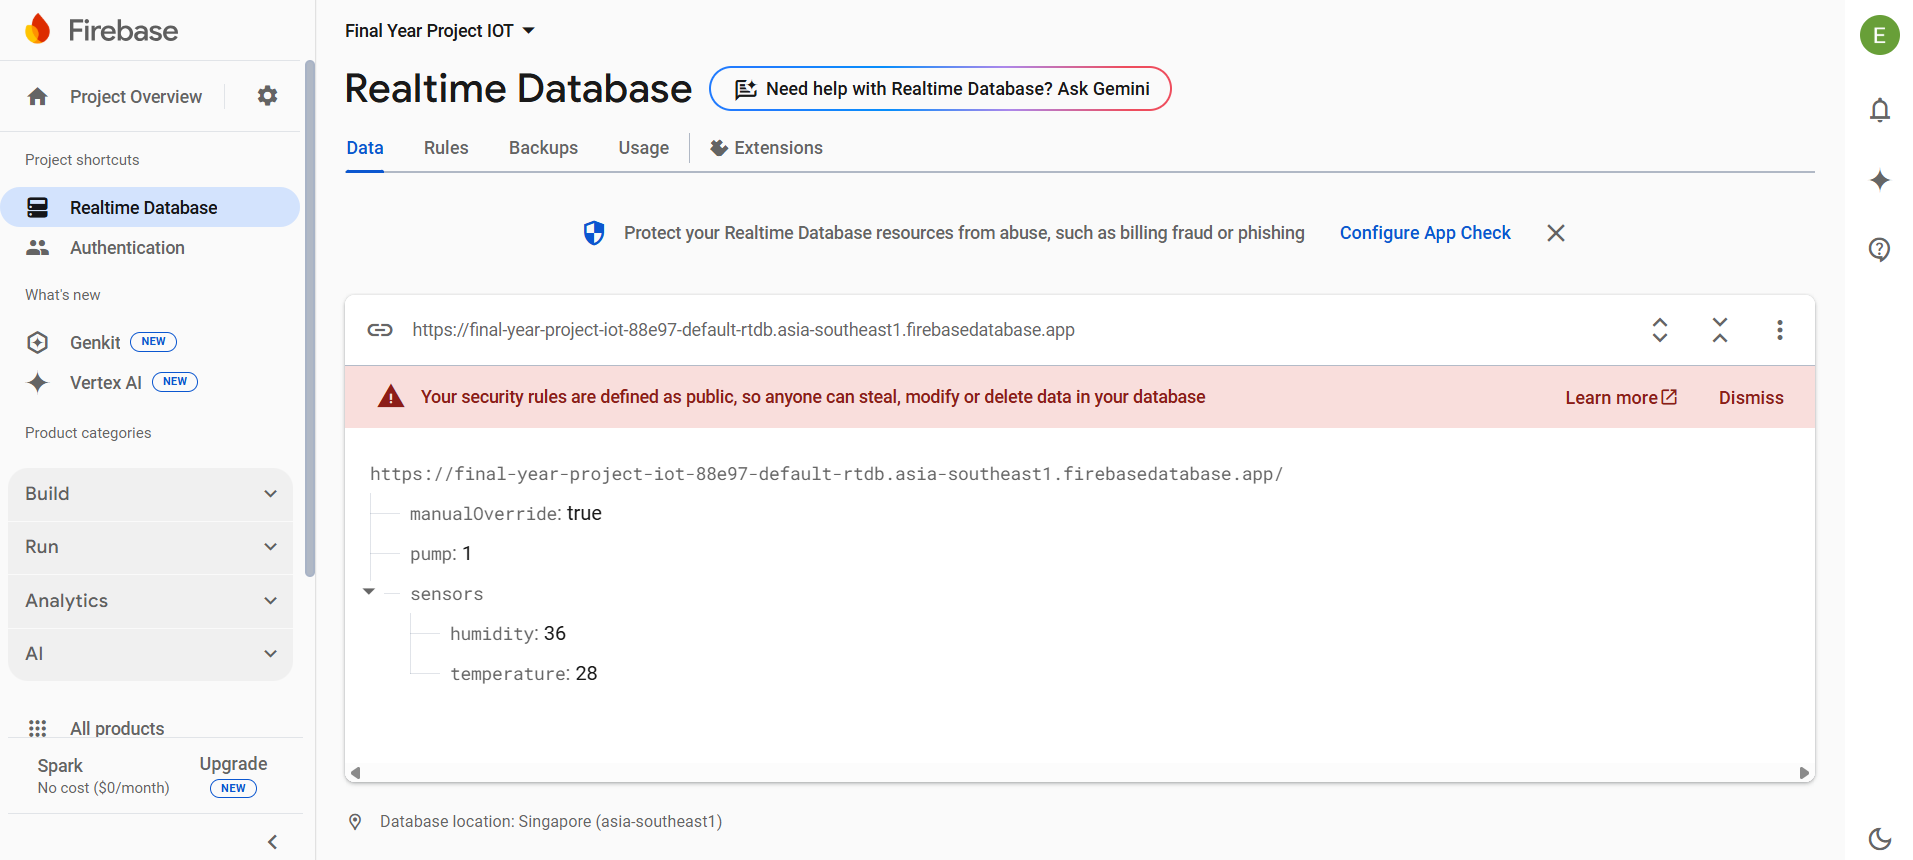 Firebase
Project Overview
Project shortcuts
Realtime Database
Authentication
What's new
Genkit NEW
Vertex AI NEW
Product categories
Build
Run
Analytics
AI
All products
Spark
No cost ($0/month)
Upgrade
NEW
Final Year Project IOT
Realtime Database
Need help with Realtime Database? Ask Gemini
Data Rules Backups Usage Extensions
Protect your Realtime Database resources from abuse, such as billing fraud or phishing Configure App Check
https://final-year-project-iot-88e97-default-rtdb.asia-southeast1.firebasedatabase.app
Your security rules are defined as public, so anyone can steal, modify or delete data in your database Learn more Dismiss
https://final-year-project-iot-88e97-default-rtdb.asia-southeast1.firebasedatabase.app/
manualOverride: true
pump: 1
sensors
humidity: 36
temperature: 28
Database location: Singapore (asia-southeast1)
E